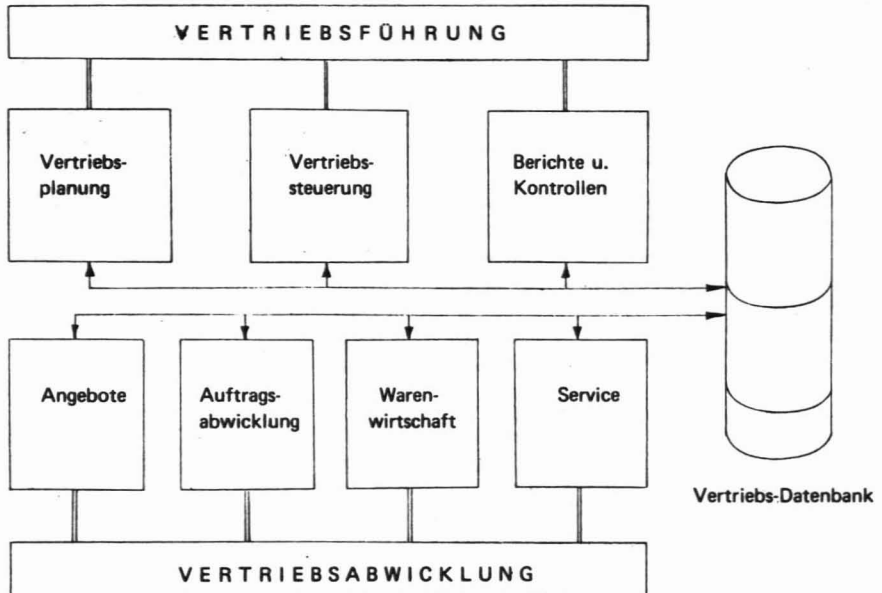 VERTRIEBSFÜHRUNG
Vertriebs-
planung
Vertriebs-
steuerung
Berichte u.
Kontrollen
Angebote
Auftrags-
abwicklung
Waren-
wirtschaft
Service
Vertriebs-Datenbank
VERTRIEBSABWICKLUNG